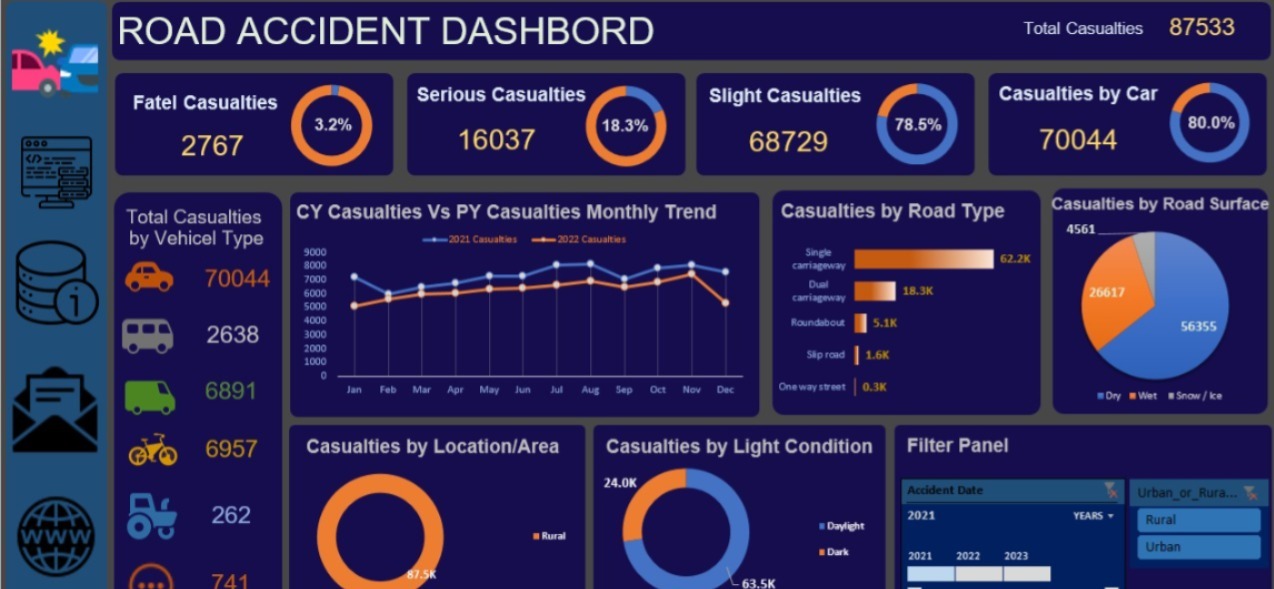 ROAD ACCIDENT DASHBORD
Total Casualties 87533
Fatel Casualties
2767
3.2%
Serious Casualties
16037
18.3%
Slight Casualties
68729
78.5%
Casualties by Car
70044
80.0%
Total Casualties
by Vehicel Type
70044
2638
6891
6957
262
741
CY Casualties Vs PY Casualties Monthly Trend
2021 Casualties 2022 Casualties
9000
8000
7000
6000
5000
4000
3000
2000
1000
0
Jan Feb Mar Apr May Jun Jul Aug Sep Oct Nov Dec
Casualties by Road Type
Single
carriageway
62.2K
Dual
carriageway
18.3K
Roundabout 5.1K
Slip road 1.6K
One way street 0.3K
Casualties by Road Surface
4561
26617
56355
Dry Wet Snow / Ice
Casualties by Location/Area
Rural
87.5K
Casualties by Light Condition
24.0K
Daylight
Dark
63.5K
Filter Panel
Accident Date
2021 YEARS
2021 2022 2023
Urban_or_Rura...
Rural
Urban
</>
WWW